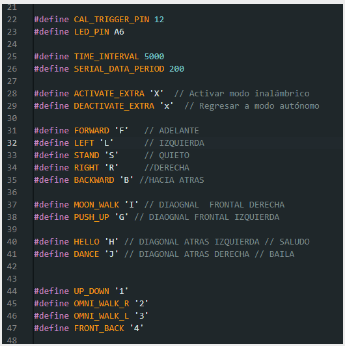 21
22 #define CAL_TRIGGER_PIN 12
23 #define LED_PIN A6
24
25 #define TIME_INTERVAL 5000
26 #define SERIAL_DATA_PERIOD 200
27
28 #define ACTIVATE_EXTRA 'X' // Activar modo inalámbrico
29 #define DEACTIVATE_EXTRA 'x' // Regresar a modo autónomo
30
31 #define FORWARD 'F' // ADELANTE
32 #define LEFT 'L' // IZQUIERDA
33 #define STAND 'S' // QUIETO
34 #define RIGHT 'R' //DERECHA
35 #define BACKWARD 'B' //HACIA ATRAS
36
37 #define MOON_WALK 'I' // DIAOGNAL FRONTAL DERECHA
38 #define PUSH_UP 'G' // DIAOGNAL FRONTAL IZQUIERDA
39
40 #define HELLO 'H' // DIAGONAL ATRAS IZQUIERDA // SALUDO
41 #define DANCE 'J' // DIAGONAL ATRAS DERECHA // BAILA
42
43
44 #define UP_DOWN '1'
45 #define OMNI_WALK_R '2'
46 #define OMNI_WALK_L '3'
47 #define FRONT_BACK '4'
48